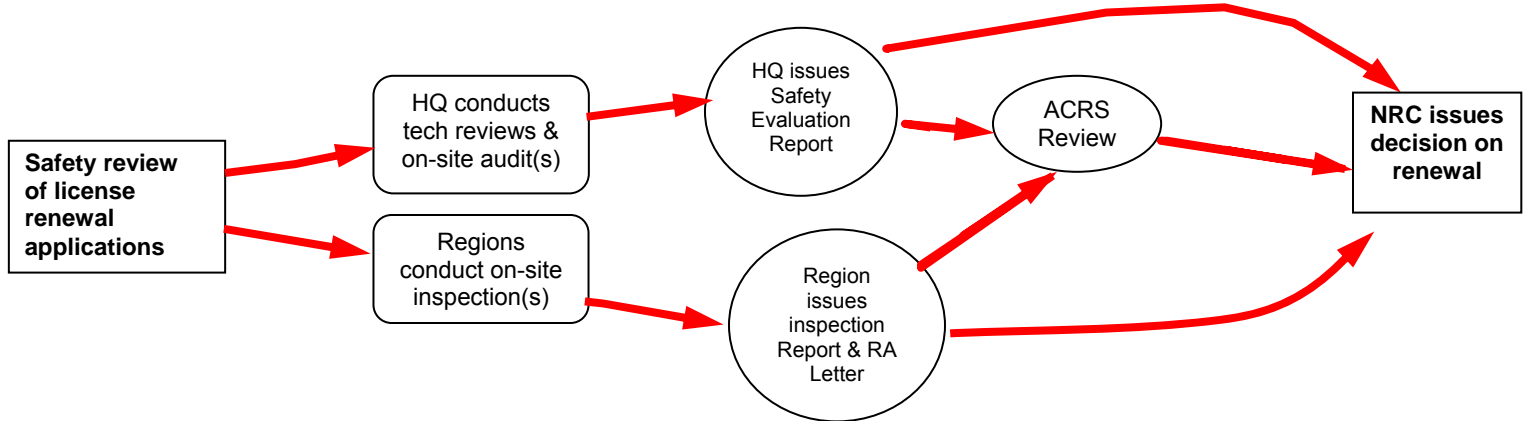 Safety review
of license
renewal
applications
HQ conducts
tech reviews &
on-site audit(s)
Regions
conduct on-site
inspection(s)
HQ issues
Safety
Evaluation
Report
Region
issues
inspection
Report & RA
Letter
ACRS
Review
NRC issues
decision on
renewal